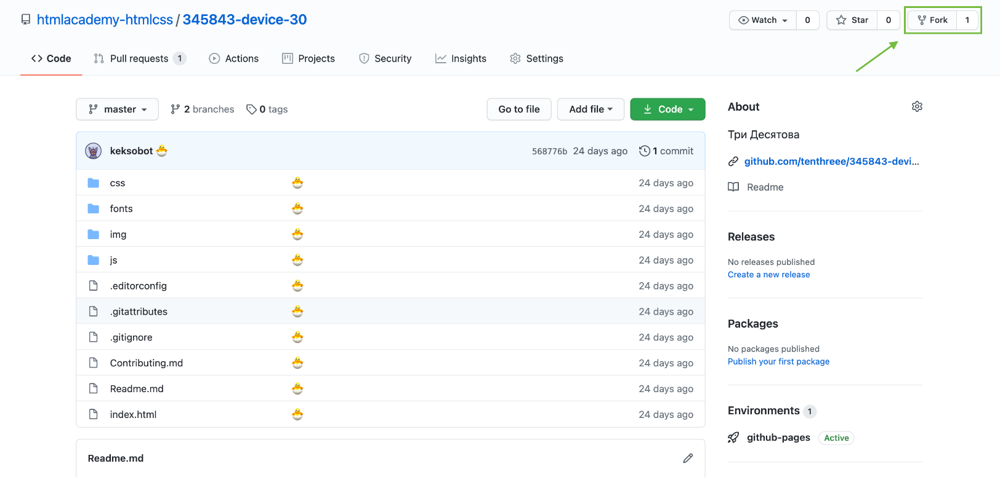 htmlacademy-htmlcss / 345843-device-30
Watch 0
Star 0
Fork 1
Code
Pull requests 1
Actions
Projects
Security
Insights
Settings
master
2 branches
0 tags
Go to file
Add file
Code
keksobot 568776b 24 days ago 1 commit
css 24 days ago
fonts 24 days ago
img 24 days ago
js 24 days ago
.editorconfig 24 days ago
.gitattributes 24 days ago
.gitignore 24 days ago
Contributing.md 24 days ago
Readme.md 24 days ago
index.html 24 days ago
Readme.md
About
Три Десятова
github.com/tenthreee/345843-devi...
Readme
Releases
No releases published
Create a new release
Packages
No packages published
Publish your first package
Environments 1
github-pages Active